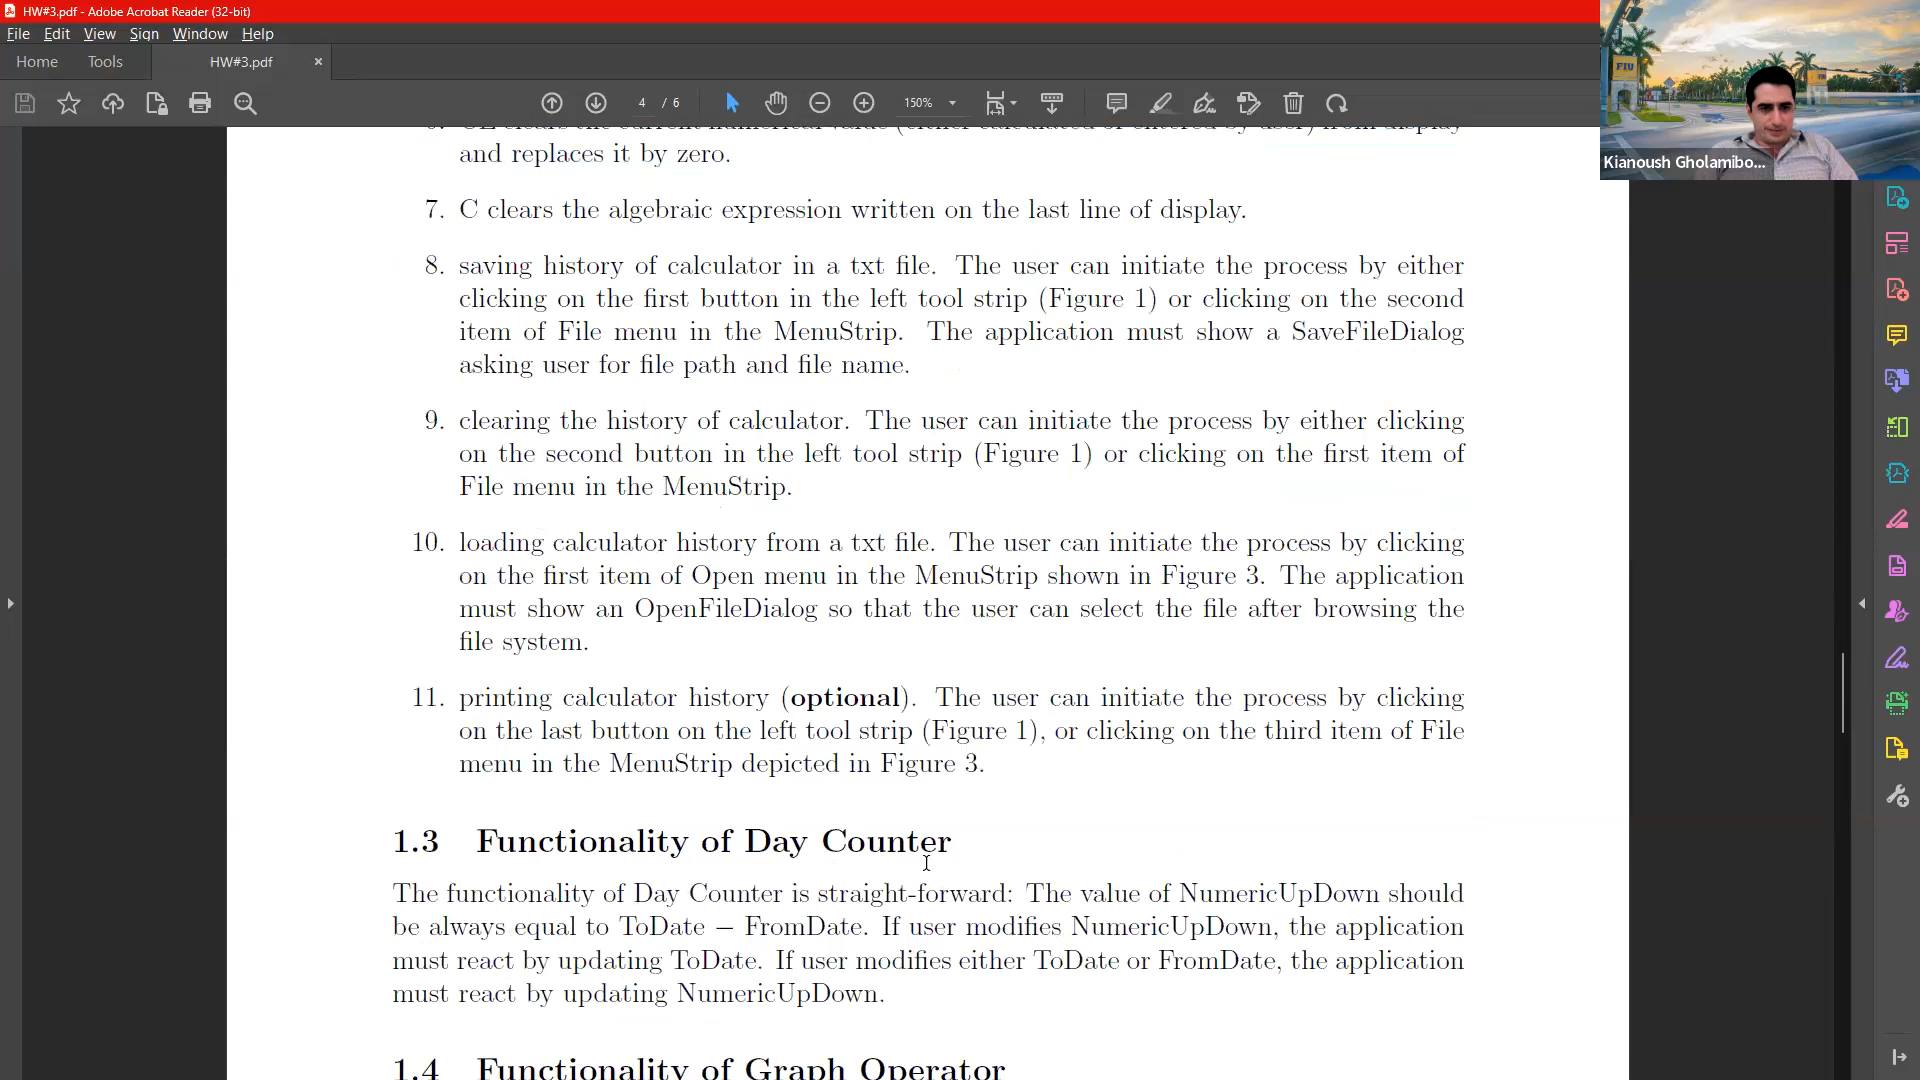 HW#3.pdf - Adobe Acrobat Reader (32-bit)
File Edit View Sign Window Help
Home Tools HW#3.pdf ×
4 / 6 150%
FIU
Kianoush Gholamibo...
and replaces it by zero.
7. C clears the algebraic expression written on the last line of display.
8. saving history of calculator in a txt file. The user can initiate the process by either
clicking on the first button in the left tool strip (Figure 1) or clicking on the second
item of File menu in the MenuStrip. The application must show a SaveFileDialog
asking user for file path and file name.
9. clearing the history of calculator. The user can initiate the process by either clicking
on the second button in the left tool strip (Figure 1) or clicking on the first item of
File menu in the MenuStrip.
10. loading calculator history from a txt file. The user can initiate the process by clicking
on the first item of Open menu in the MenuStrip shown in Figure 3. The application
must show an OpenFileDialog so that the user can select the file after browsing the
file system.
11. printing calculator history (optional). The user can initiate the process by clicking
on the last button on the left tool strip (Figure 1), or clicking on the third item of File
menu in the MenuStrip depicted in Figure 3.
1.3 Functionality of Day Counter
The functionality of Day Counter is straight-forward: The value of NumericUpDown should
be always equal to ToDate − FromDate. If user modifies NumericUpDown, the application
must react by updating ToDate. If user modifies either ToDate or FromDate, the application
must react by updating NumericUpDown.
1.4 Functionality of Graph Operator